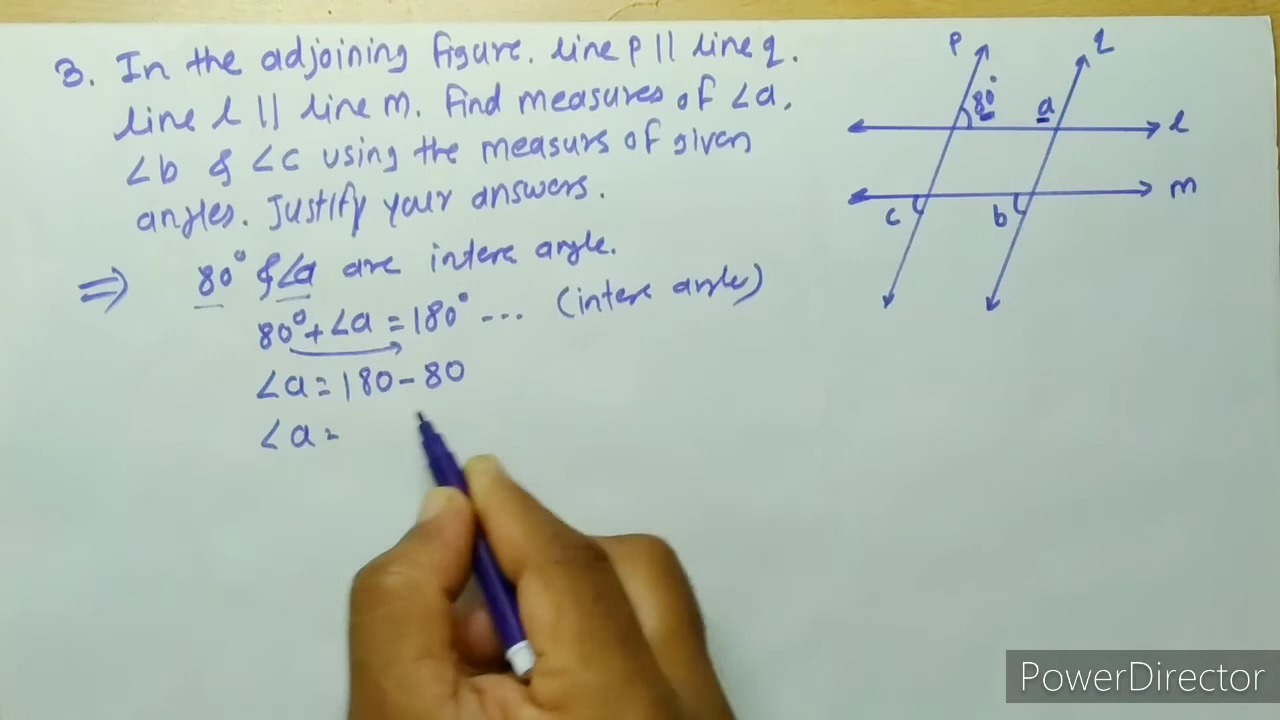 3. In the adjoining figure. line p || line q.
line l || line m. Find measures of ∠a,
∠b & ∠c using the measurs of given
angles. Justify your answers.
⇒ 80° & ∠a are intere angle.
80° + ∠a = 180° --- (intere angle)
∠a = 180 - 80
∠a =
p
q
80°
a
l
m
c
b
PowerDirector